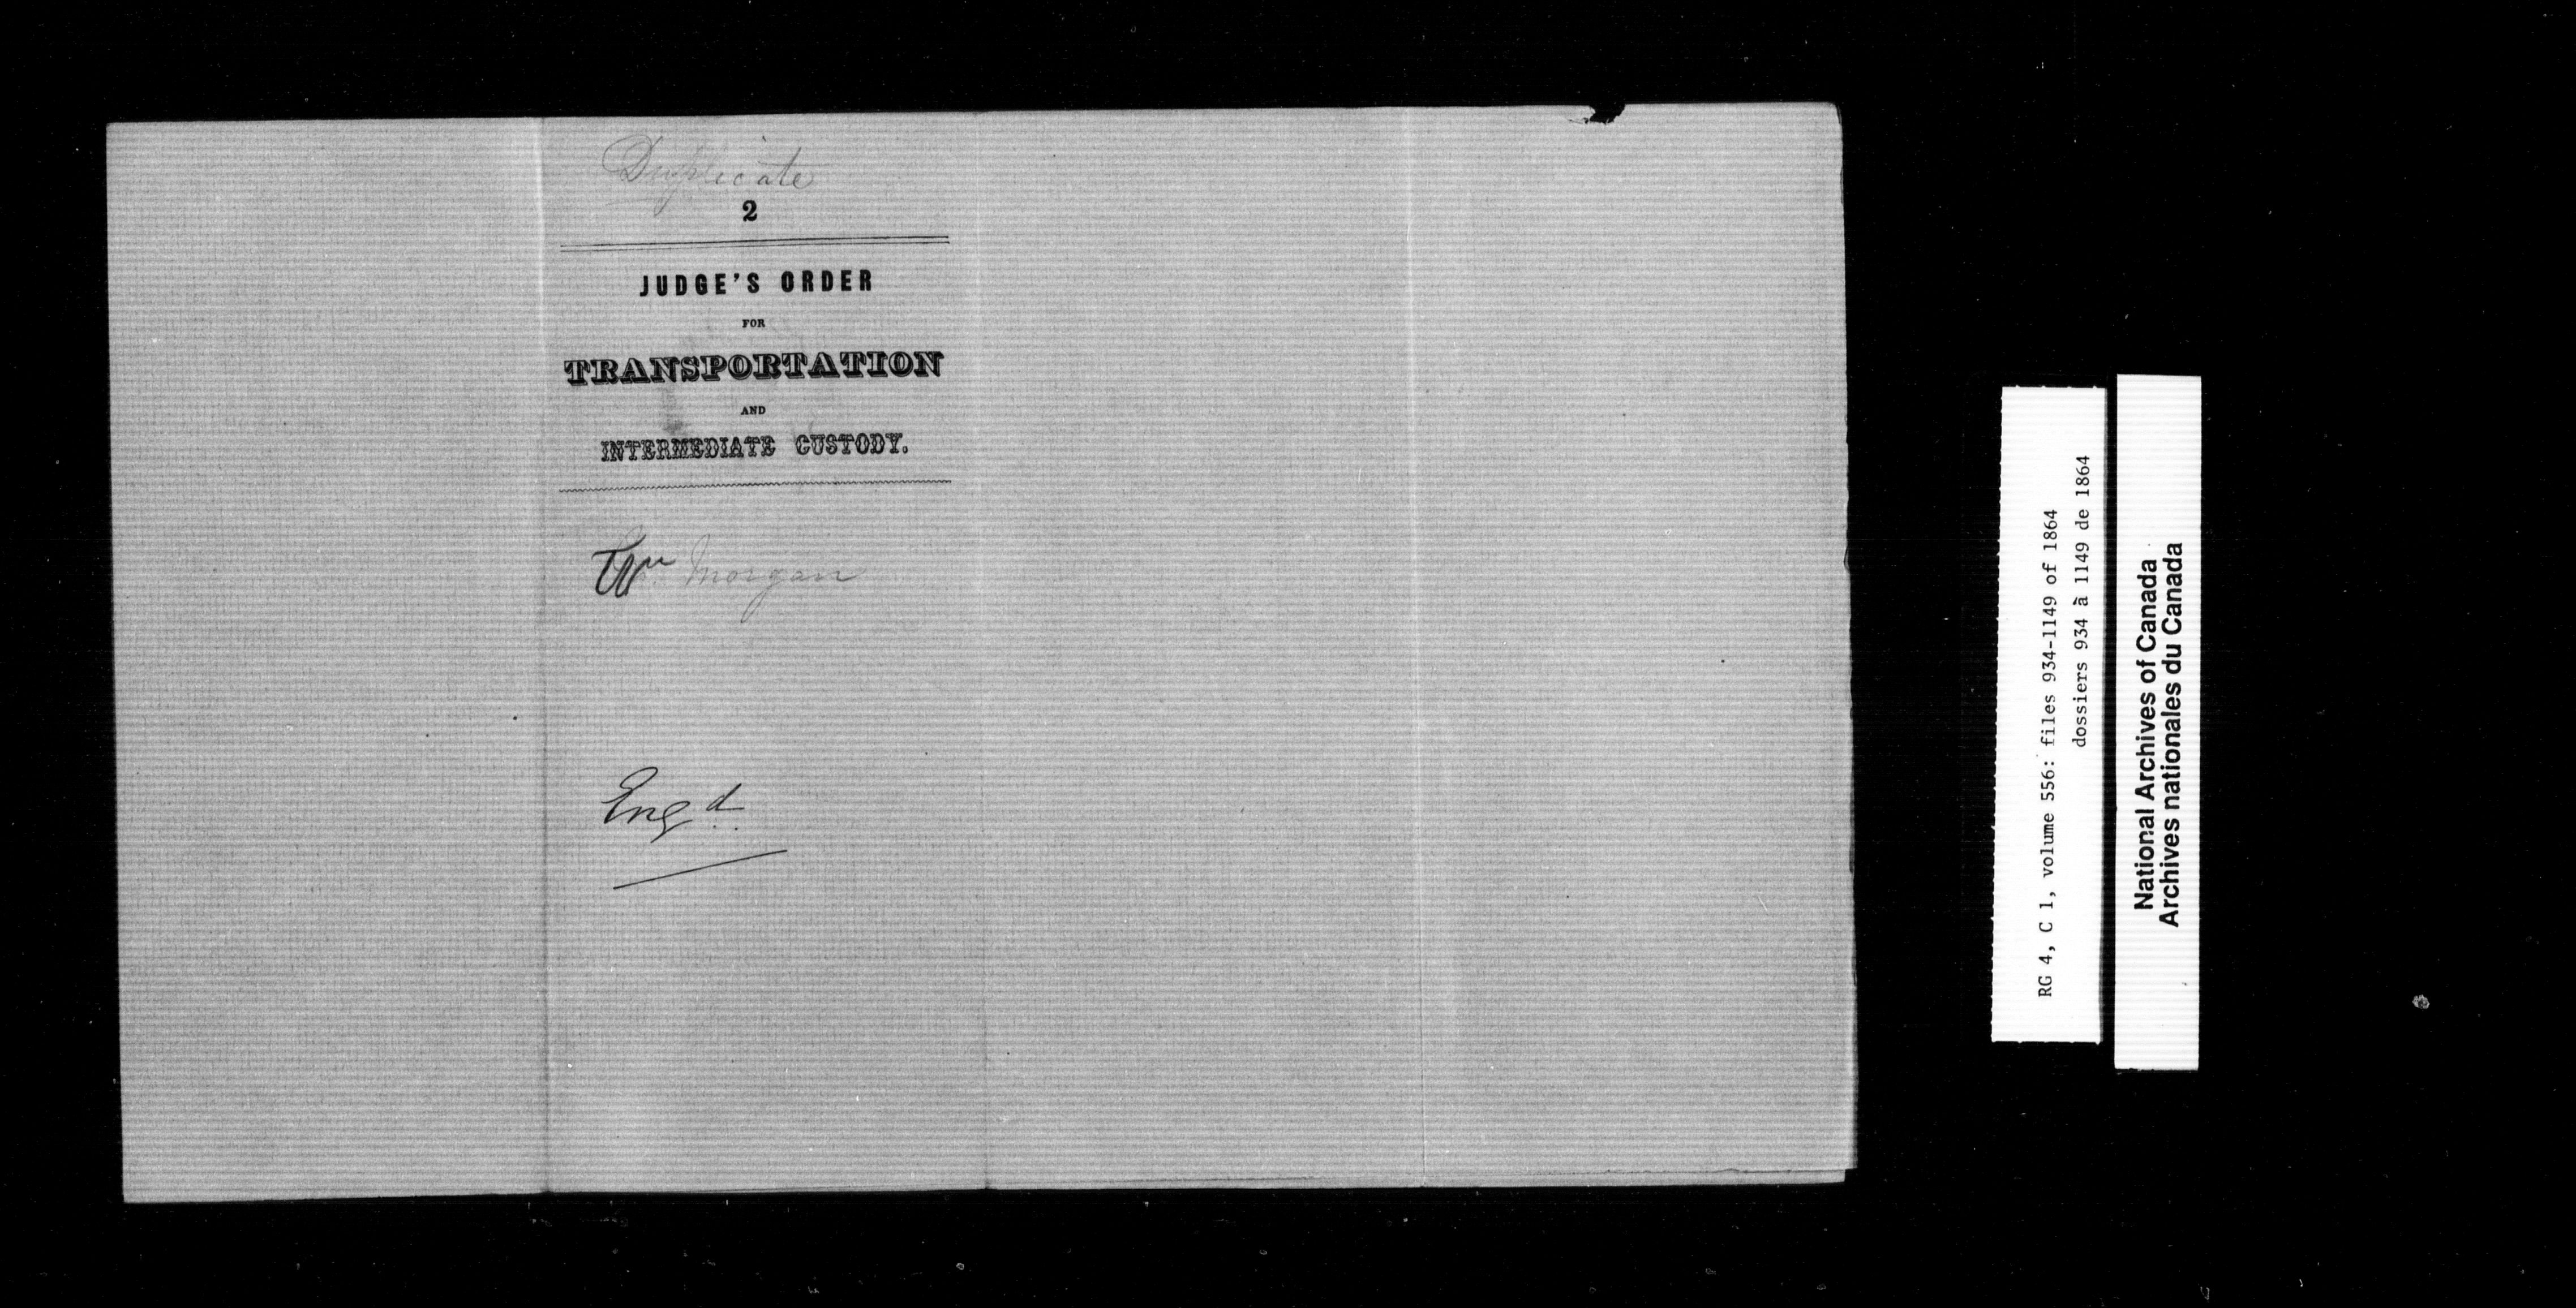 Duplicate
2
JUDGE'S ORDER
FOR
TRANSPORTATION
AND
INTERMEDIATE CUSTODY.
Wm Morgan
Engd.
RG 4, C 1, volume 556: files 934-1149 of 1864
dossiers 934 à 1149 de 1864
National Archives of Canada
Archives nationales du Canada